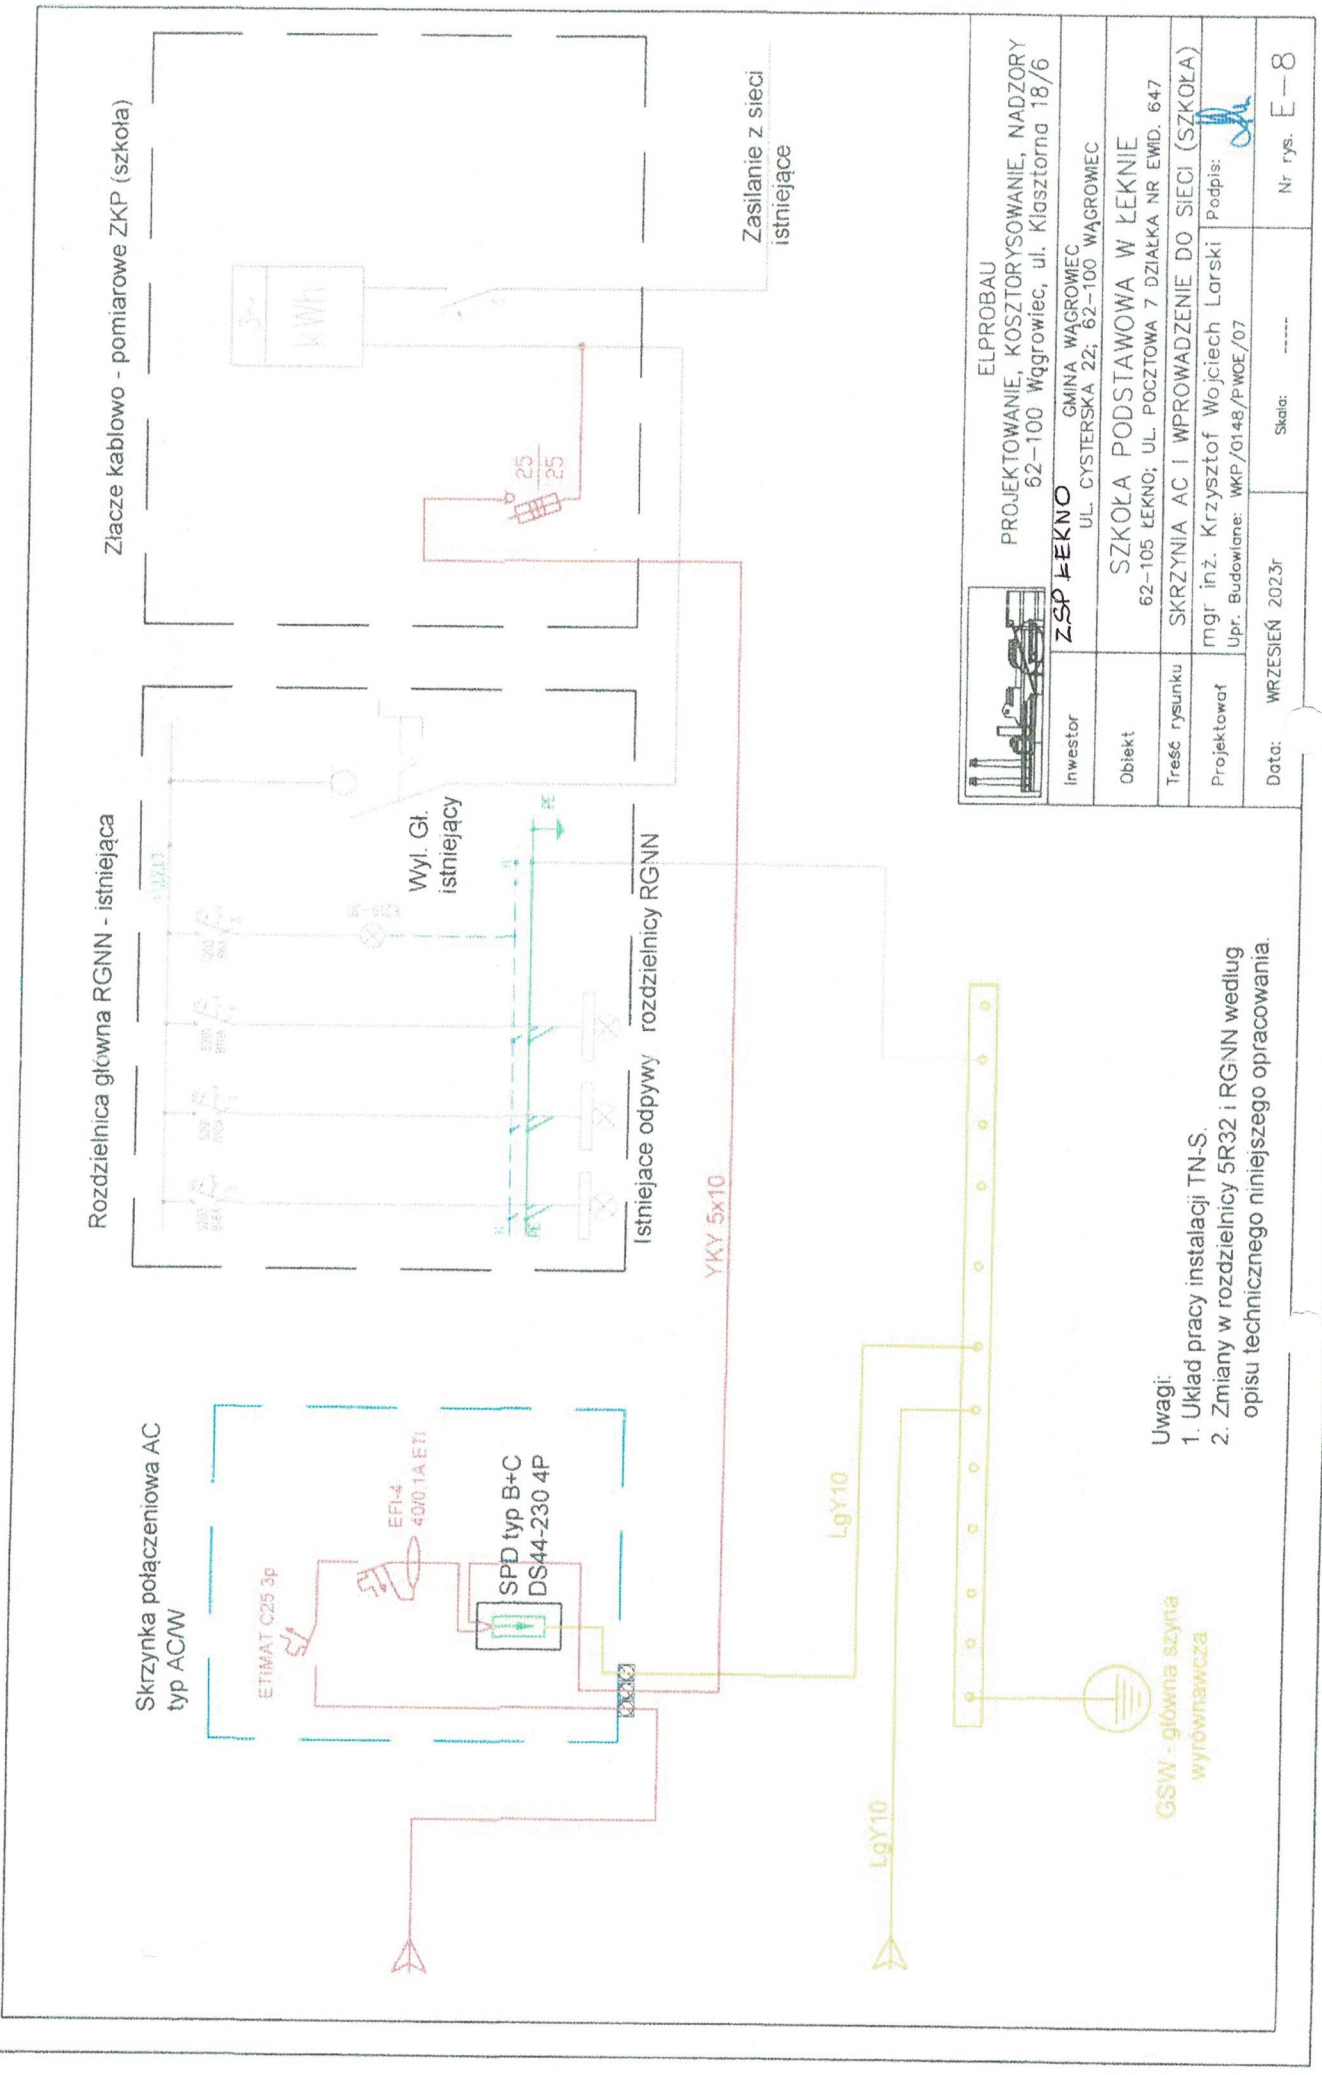 Skrzynka połączeniowa AC
typ AC/W
ETIMAT C25 3p
EFI-4
40/0,1A ETI
SPD typ B+C
DS44-230 4P
Rozdzielnica główna RGNN - istniejąca
Wyl. Gł.
istniejący
N
PE
PE
Istniejace odpywy rozdzielnicy RGNN
Złacze kablowo - pomiarowe ZKP (szkoła)
3~
kWh
25
25
Zasilanie z sieci
istniejące
YKY 5x10
LgY10
LgY10
GSW - główna szyna
wyrównawcza
Uwagi:
1. Układ pracy instalacji TN-S.
2. Zmiany w rozdzielnicy 5R32 i RGNN według
opisu technicznego niniejszego opracowania.
ELPROBAU
PROJEKTOWANIE, KOSZTORYSOWANIE, NADZORY
62-100 Wągrowiec, ul. Klasztorna 18/6
Inwestor
ZSP ŁEKNO GMINA WĄGROWIEC
UL. CYSTERSKA 22; 62-100 WĄGROWIEC
Obiekt
SZKOŁA PODSTAWOWA W ŁEKNIE
62-105 ŁEKNO; UL. POCZTOWA 7 DZIAŁKA NR EWID. 647
Treść rysunku
SKRZYNIA AC I WPROWADZENIE DO SIECI (SZKOŁA)
Projektował
mgr inż. Krzysztof Wojciech Larski
Upr. Budowlane: WKP/0148/PWOE/07
Podpis:
Data: WRZESIEŃ 2023r
Skala: ----
Nr rys. E-8